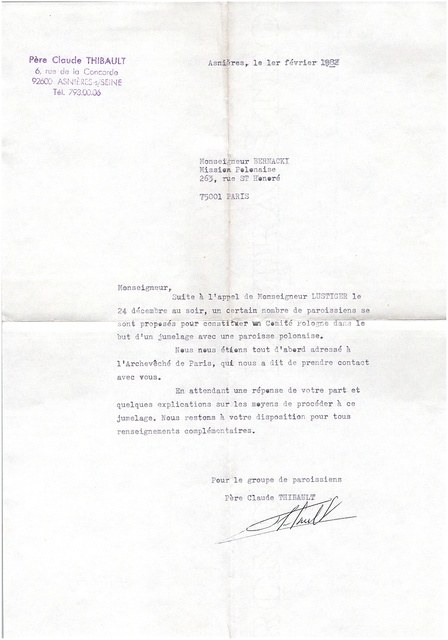 Père Claude THIBAULT
6, rue de la Concorde
92600 ASNIÈRES-s/SEINE
Tél. 793.00.06
Asnières, le 1er février 1982
Monseigneur BERNACKI
Mission Polonaise
263, rue ST Honoré
75001 PARIS
Monseigneur,
Suite à l'appel de Monseigneur LUSTIGER le
24 décembre au soir, un certain nombre de paroissiens se
sont proposés pour constituer un Comité Pologne dans le
but d'un jumelage avec une paroisse polonaise.
Nous nous étions tout d'abord adressé à
l'Archevêché de Paris, qui nous a dit de prendre contact
avec vous.
En attendant une réponse de votre part et
quelques explications sur les moyens de procéder à ce
jumelage. Nous restons à votre disposition pour tous
renseignements complémentaires.
Pour le groupe de paroissiens
Père Claude THIBAULT